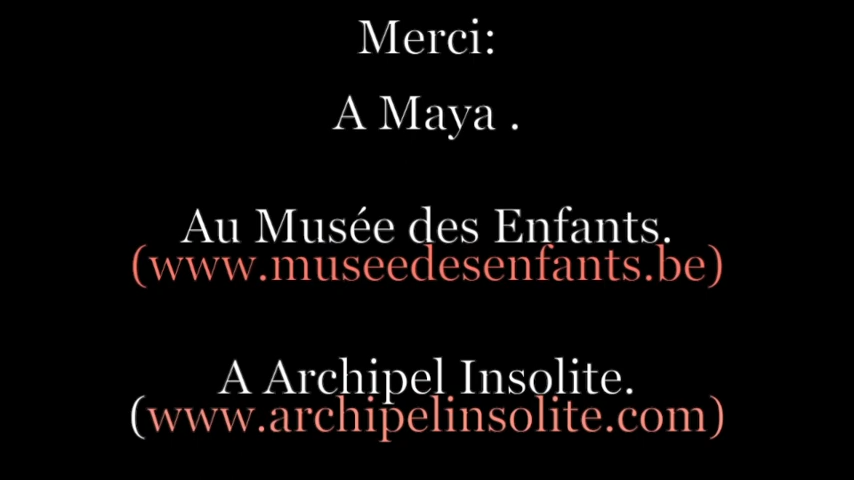 Merci:
A Maya .
Au Musée des Enfants.
(www.museedesenfants.be)
A Archipel Insolite.
(www.archipelinsolite.com)